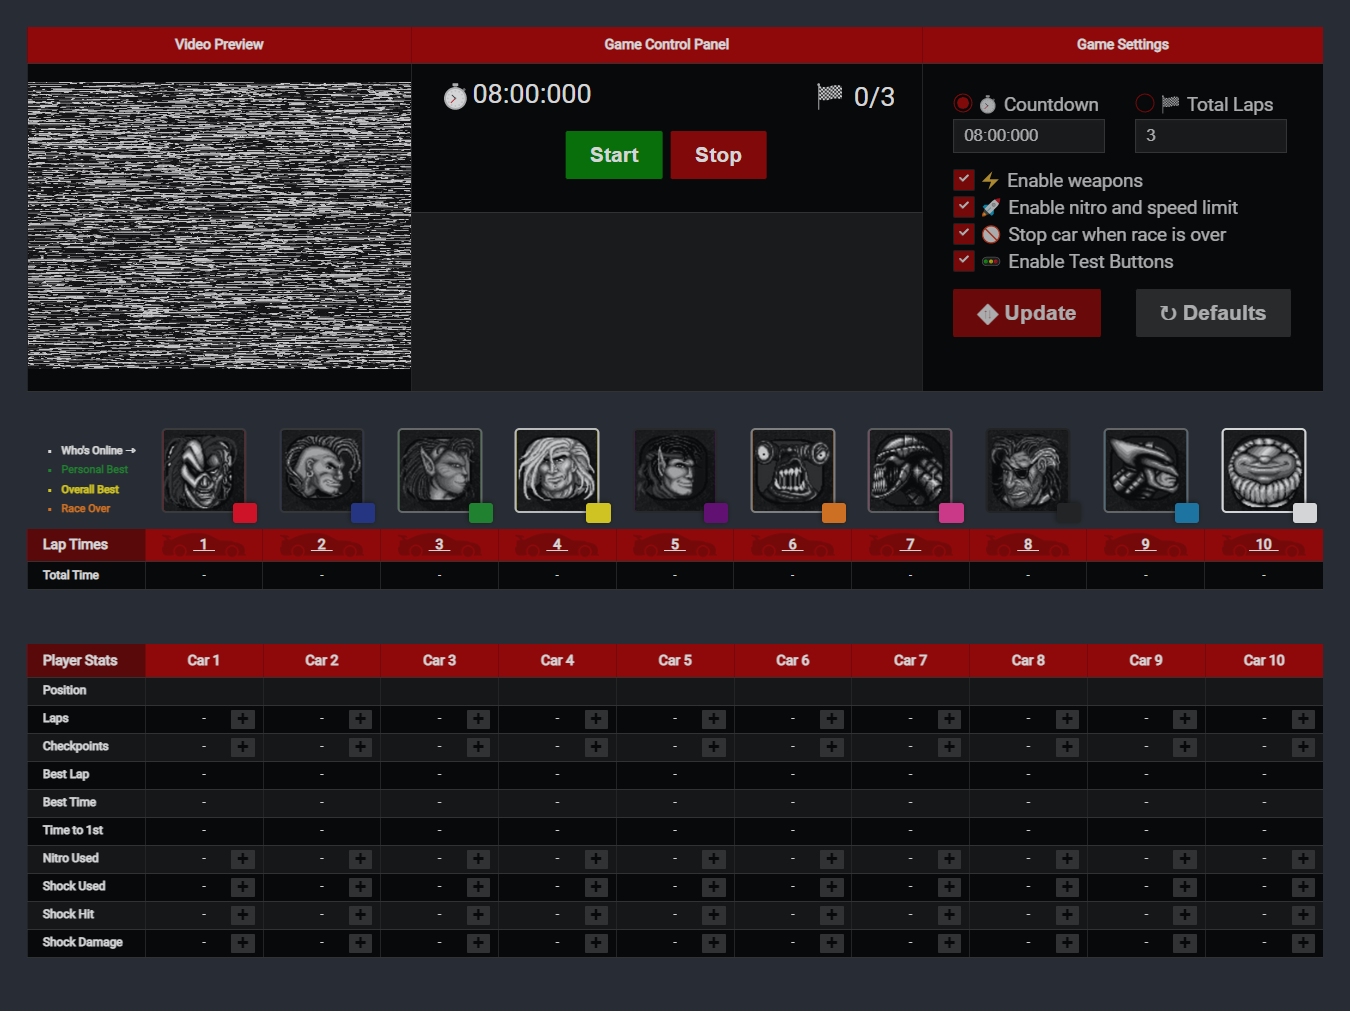 Video Preview
Game Control Panel
Game Settings
08:00:000
0/3
Start
Stop
Countdown
Total Laps
08:00:000
3
Enable weapons
Enable nitro and speed limit
Stop car when race is over
Enable Test Buttons
Update
↻ Defaults
Who's Online →
Personal Best
Overall Best
Race Over
Lap Times 1 2 3 4 5 6 7 8 9 10
Total Time - - - - - - - - - -
Player Stats Car 1 Car 2 Car 3 Car 4 Car 5 Car 6 Car 7 Car 8 Car 9 Car 10
Position
Laps - + - + - + - + - + - + - + - + - + - +
Checkpoints - + - + - + - + - + - + - + - + - + - +
Best Lap - - - - - - - - - -
Best Time - - - - - - - - - -
Time to 1st - - - - - - - - - -
Nitro Used - + - + - + - + - + - + - + - + - + - +
Shock Used - + - + - + - + - + - + - + - + - + - +
Shock Hit - + - + - + - + - + - + - + - + - + - +
Shock Damage - + - + - + - + - + - + - + - + - + - +